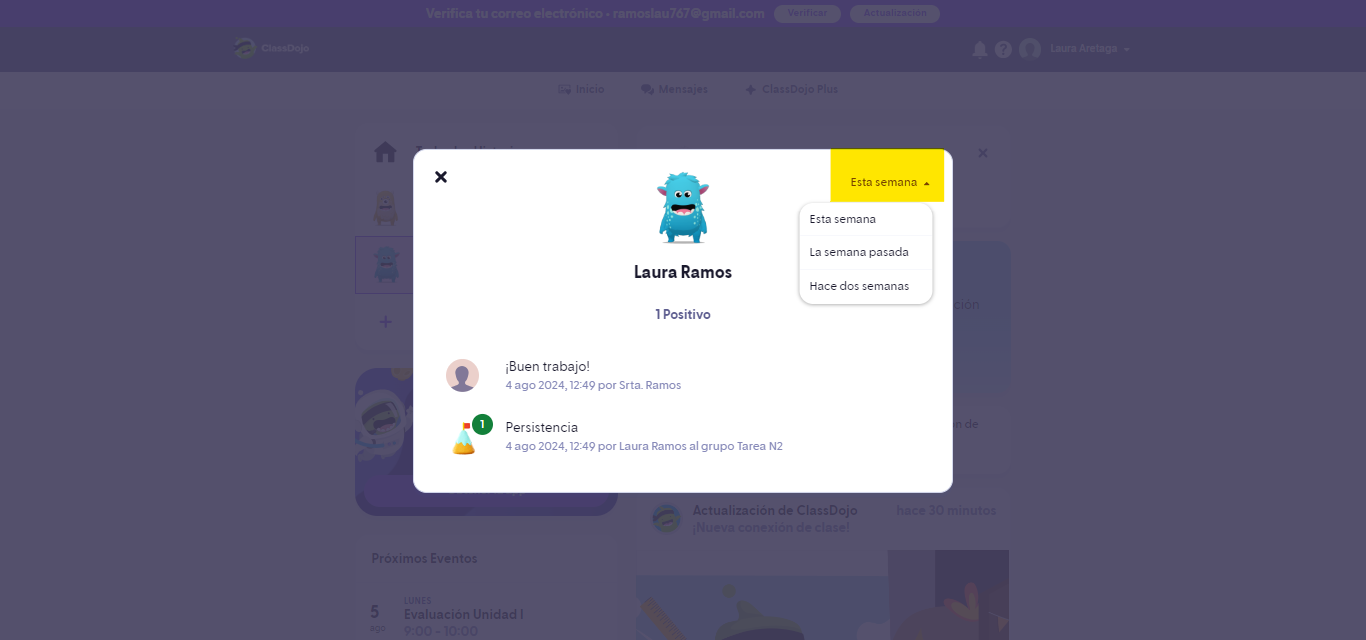 Verifica tu correo electrónico • ramoslau767@gmail.com
Verificar
Actualización
ClassDojo
Laura Arelaga
Inicio
Mensajes
ClassDojo Plus
Esta semana
Esta semana
La semana pasada
Hace dos semanas
Laura Ramos
1 Positivo
¡Buen trabajo!
4 ago 2024, 12:49 por Srta. Ramos
1
Persistencia
4 ago 2024, 12:49 por Laura Ramos al grupo Tarea N2
Actualización de ClassDojo
hace 30 minutos
¡Nueva conexión de clase!
Próximos Eventos
5
ago
LUNES
Evaluación Unidad I
9:00 - 10:00